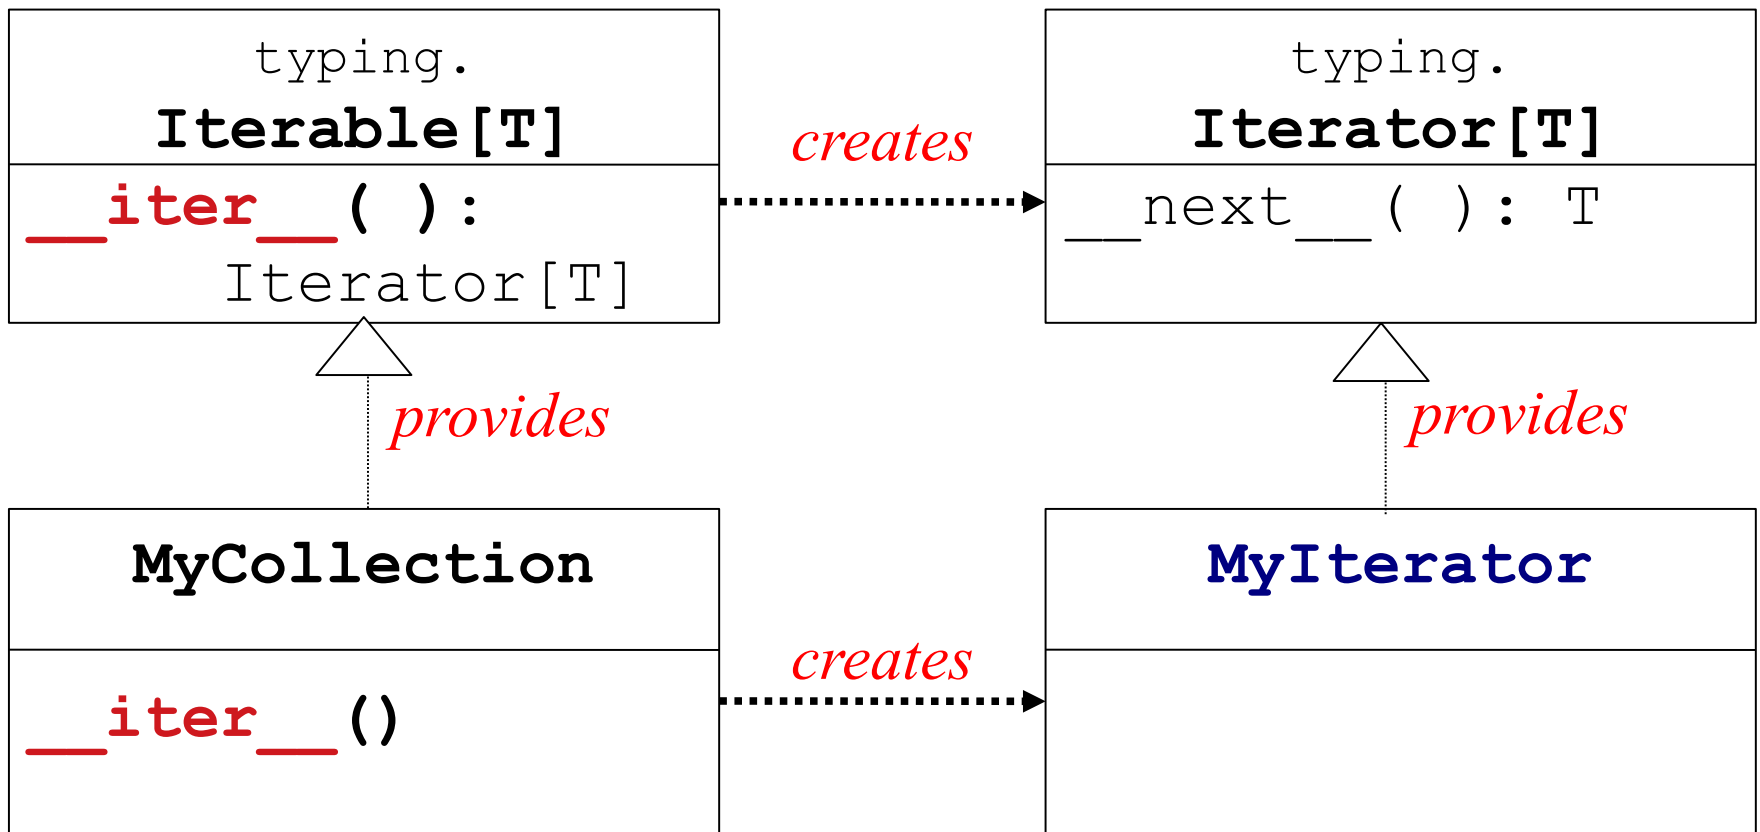 typing.
Iterable[T]
__iter__( ):
Iterator[T]
creates
typing.
Iterator[T]
__next__( ): T
provides
provides
MyCollection
__iter__()
creates
MyIterator